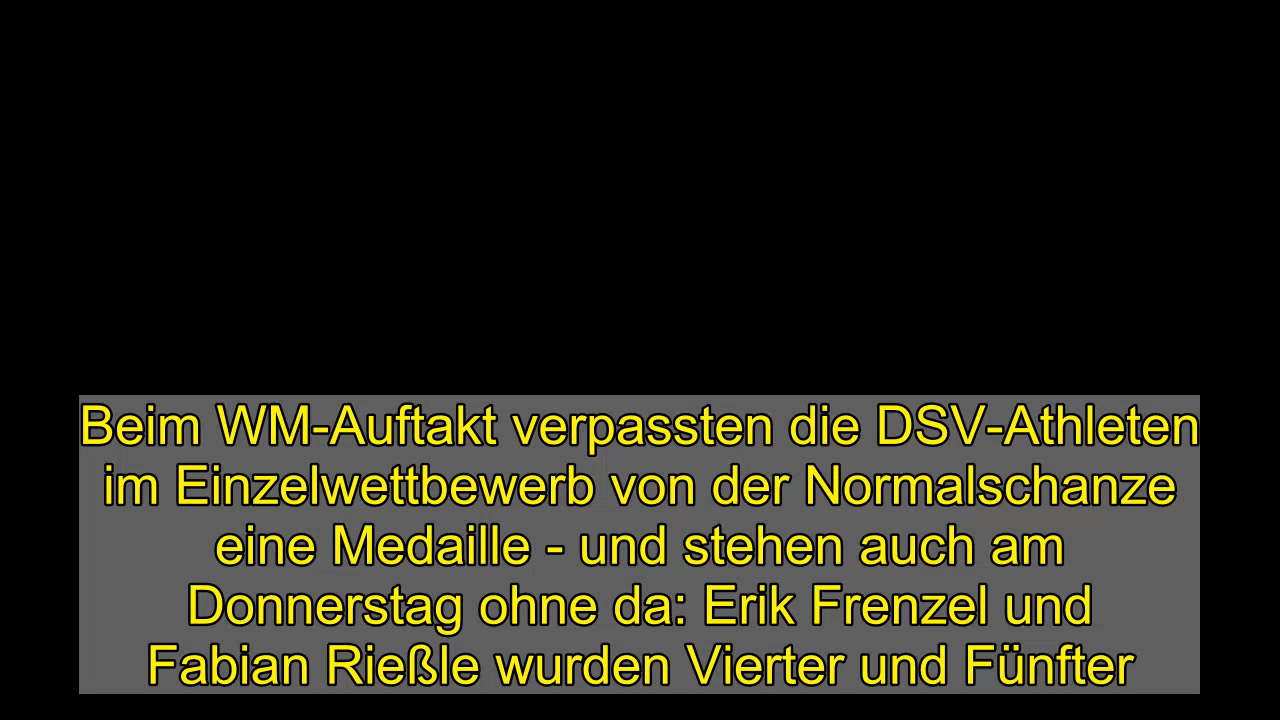 Beim WM-Auftakt verpassten die DSV-Athleten
im Einzelwettbewerb von der Normalschanze
eine Medaille - und stehen auch am
Donnerstag ohne da: Erik Frenzel und
Fabian Rießle wurden Vierter und Fünfter